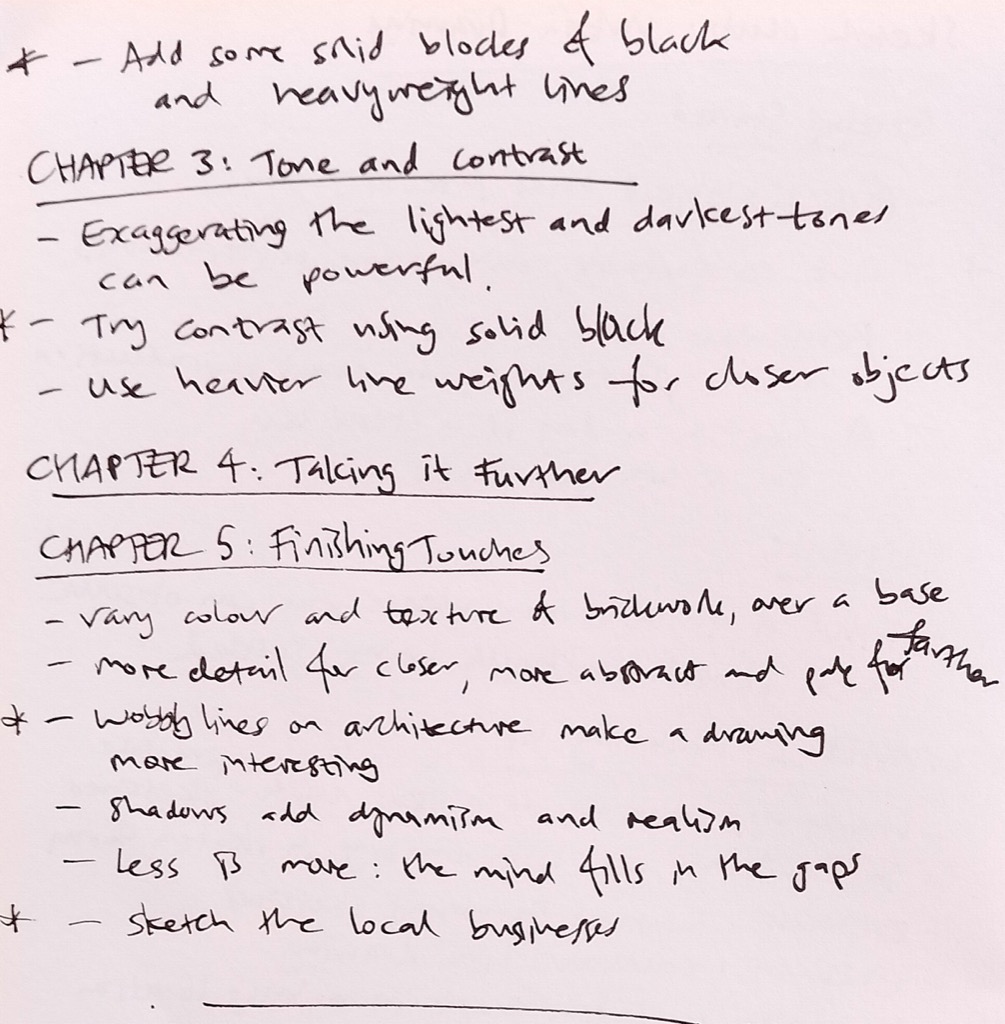 * - Add some solid blocks of black
and heavyweight lines
CHAPTER 3: Tone and contrast
- Exaggerating the lightest and darkest tones
can be powerful.
* - Try contrast using solid black
- use heavier line weights for closer objects
CHAPTER 4: Taking it Further
CHAPTER 5: Finishing Touches
- vary colour and texture of brickwork, over a base
- more detail for closer, more abstract and pale for farther
* - Wobbly lines on architecture make a drawing
more interesting
- Shadows add dynamism and realism
- Less is more: the mind fills in the gaps
* - Sketch the local businesses